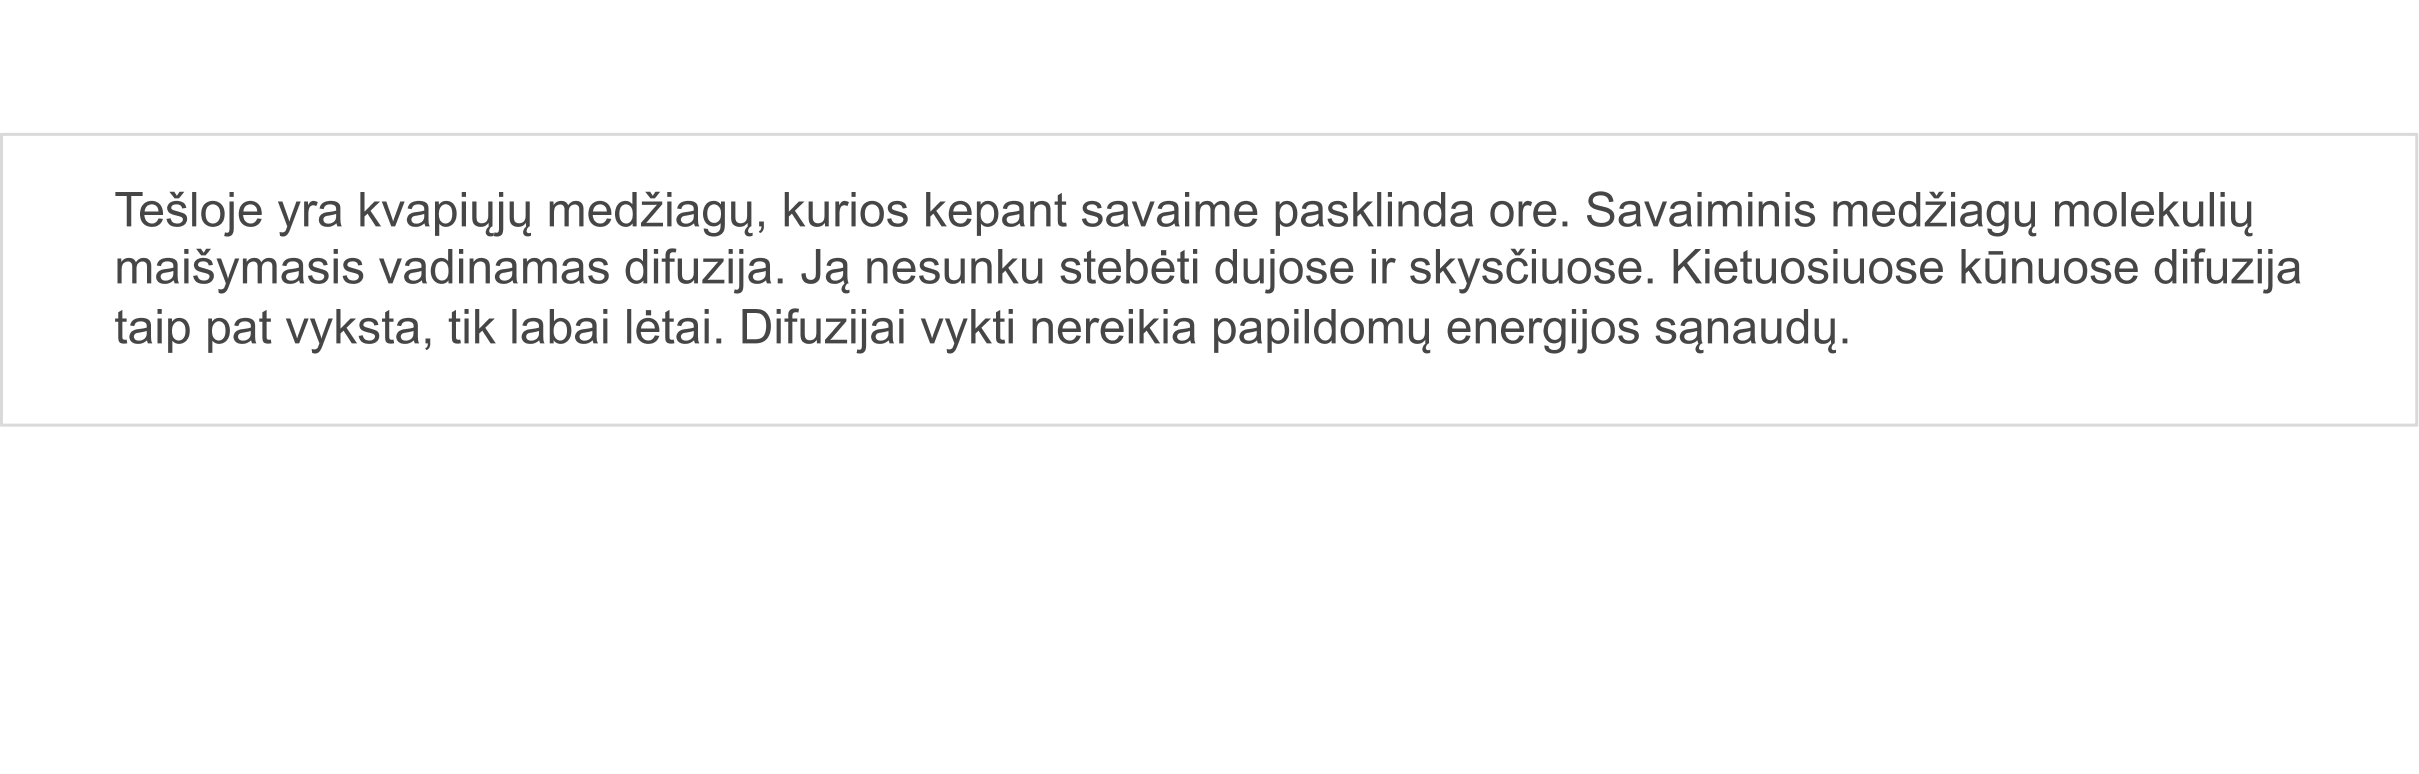 Tešloje yra kvapiųjų medžiagų, kurios kepant savaime pasklinda ore. Savaiminis medžiagų molekulių
maišymasis vadinamas difuzija. Ją nesunku stebėti dujose ir skysčiuose. Kietuosiuose kūnuose difuzija
taip pat vyksta, tik labai lėtai. Difuzijai vykti nereikia papildomų energijos sąnaudų.